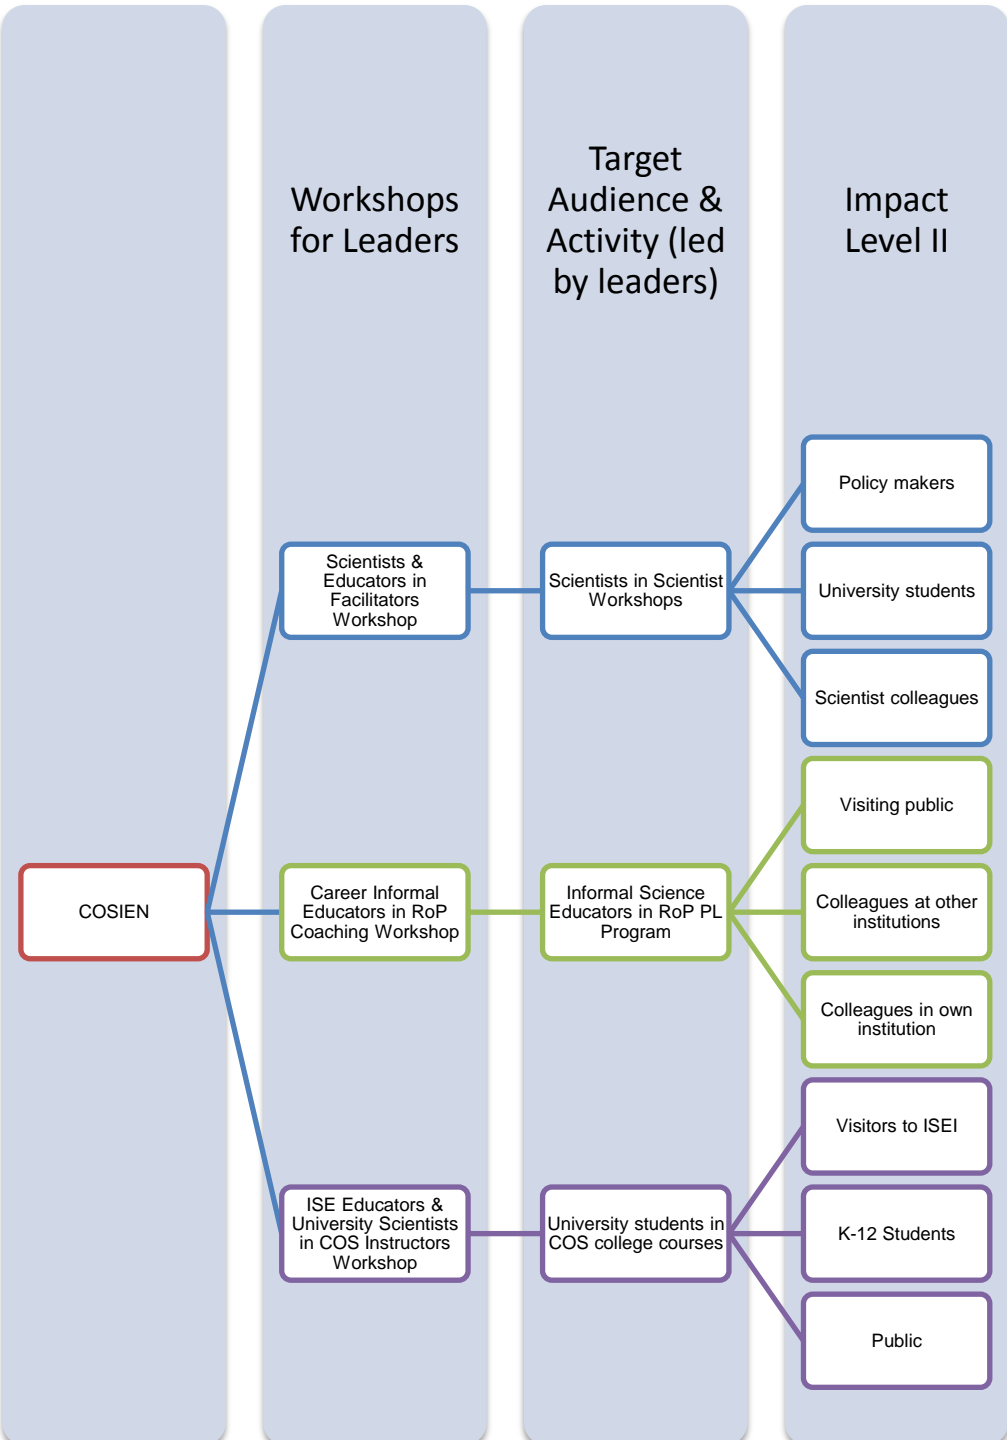 Workshops
for Leaders
Target
Audience &
Activity (led
by leaders)
Impact
Level II
COSIEN
Scientists &
Educators in
Facilitators
Workshop
Scientists in Scientist
Workshops
Policy makers
University students
Scientist colleagues
Career Informal
Educators in RoP
Coaching Workshop
Informal Science
Educators in RoP PL
Program
Visiting public
Colleagues at other
institutions
Colleagues in own
institution
ISE Educators &
University Scientists
in COS Instructors
Workshop
University students in
COS college courses
Visitors to ISEI
K-12 Students
Public